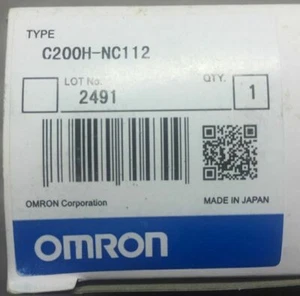 TYPE
C200H-NC112
LOT No. QTY.
2491 1
OMRON Corporation MADE IN JAPAN
OMRON